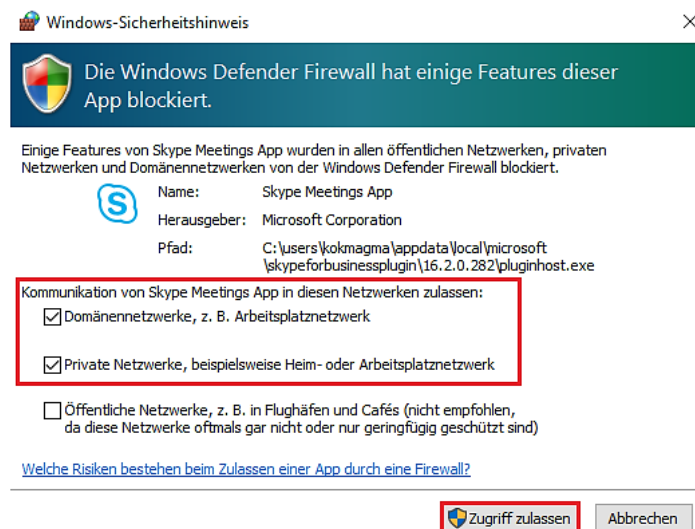 Windows-Sicherheitshinweis
Die Windows Defender Firewall hat einige Features dieser
App blockiert.
Einige Features von Skype Meetings App wurden in allen öffentlichen Netzwerken, privaten
Netzwerken und Domänennetzwerken von der Windows Defender Firewall blockiert.
Name: Skype Meetings App
Herausgeber: Microsoft Corporation
Pfad: C:\users\kokmagma\appdata\local\microsoft
\skypeforbusinessplugin\16.2.0.282\pluginhost.exe
Kommunikation von Skype Meetings App in diesen Netzwerken zulassen:
Domänennetzwerke, z. B. Arbeitsplatznetzwerk
Private Netzwerke, beispielsweise Heim- oder Arbeitsplatznetzwerk
Öffentliche Netzwerke, z. B. in Flughäfen und Cafés (nicht empfohlen,
da diese Netzwerke oftmals gar nicht oder nur geringfügig geschützt sind)
Welche Risiken bestehen beim Zulassen einer App durch eine Firewall?
Zugriff zulassen Abbrechen